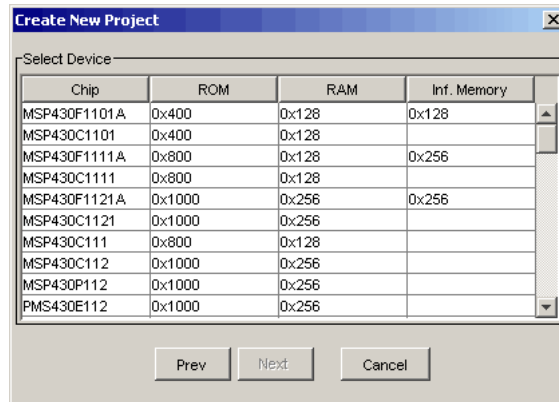 Create New Project
Select Device
Chip ROM RAM Inf. Memory
MSP430F1101A 0x400 0x128 0x128
MSP430C1101 0x400 0x128
MSP430F1111A 0x800 0x128 0x256
MSP430C1111 0x800 0x128
MSP430F1121A 0x1000 0x256 0x256
MSP430C1121 0x1000 0x256
MSP430C111 0x800 0x128
MSP430C112 0x1000 0x256
MSP430P112 0x1000 0x256
PMS430E112 0x1000 0x256
Prev Next Cancel